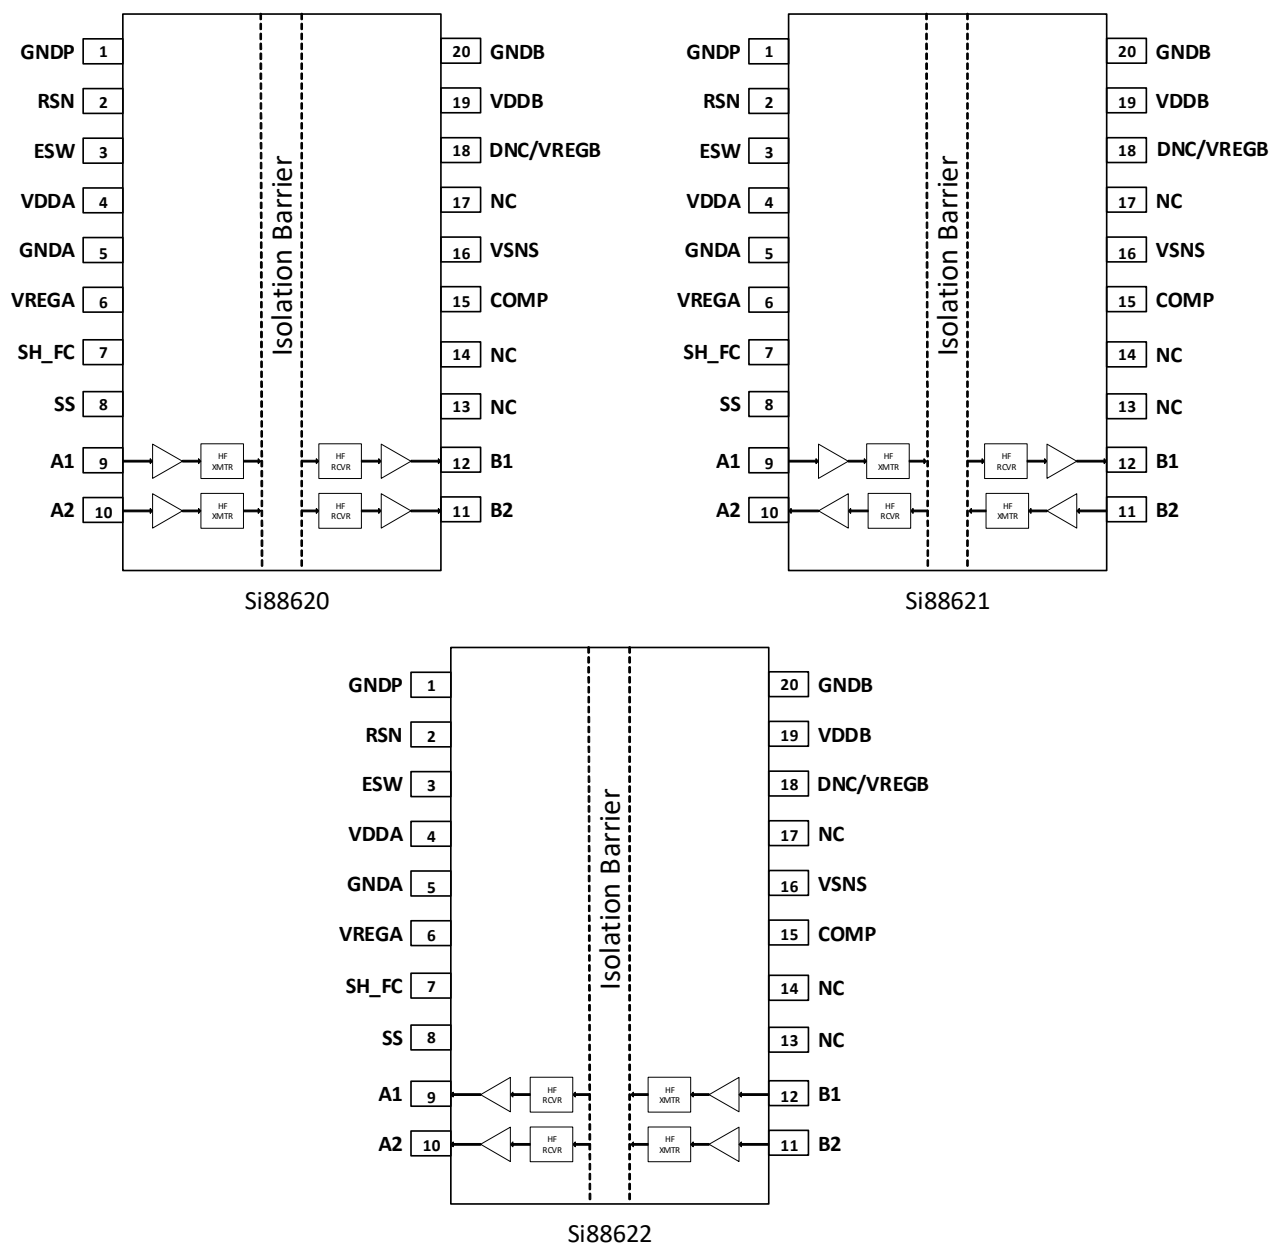 GNDP 1 20 GNDB
RSN 2 19 VDDB
ESW 3 18 DNC/VREGB
VDDA 4 17 NC
GNDA 5 16 VSNS
VREGA 6 15 COMP
SH_FC 7 14 NC
SS 8 13 NC
A1 9 HF XMTR HF RCVR 12 B1
A2 10 HF XMTR HF RCVR 11 B2
Isolation Barrier
Si88620
GNDP 1 20 GNDB
RSN 2 19 VDDB
ESW 3 18 DNC/VREGB
VDDA 4 17 NC
GNDA 5 16 VSNS
VREGA 6 15 COMP
SH_FC 7 14 NC
SS 8 13 NC
A1 9 HF XMTR HF RCVR 12 B1
A2 10 HF RCVR HF XMTR 11 B2
Isolation Barrier
Si88621
GNDP 1 20 GNDB
RSN 2 19 VDDB
ESW 3 18 DNC/VREGB
VDDA 4 17 NC
GNDA 5 16 VSNS
VREGA 6 15 COMP
SH_FC 7 14 NC
SS 8 13 NC
A1 9 HF RCVR HF XMTR 12 B1
A2 10 HF RCVR HF XMTR 11 B2
Isolation Barrier
Si88622